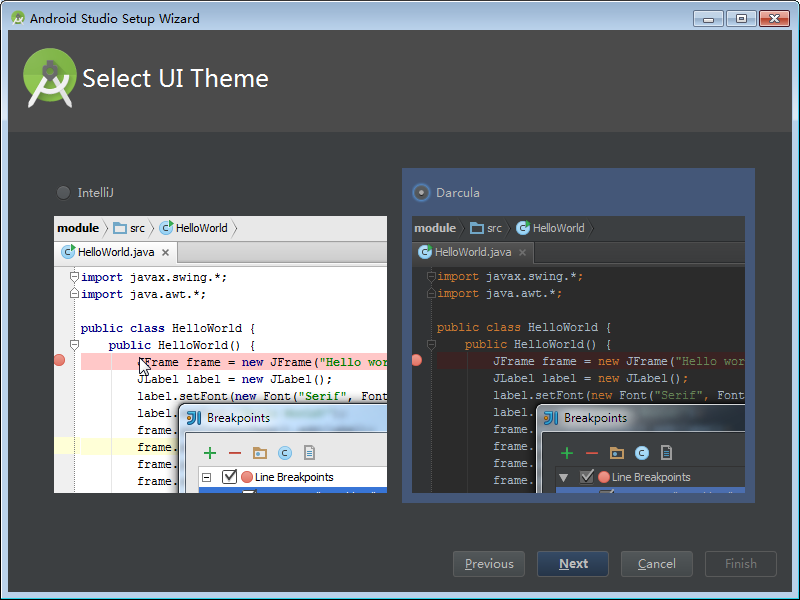 Android Studio Setup Wizard
Select UI Theme
IntelliJ
module src HelloWorld
HelloWorld.java
import javax.swing.*;
import java.awt.*;
public class HelloWorld {
public HelloWorld() {
JFrame frame = new JFrame("Hello wor
JLabel label = new JLabel();
label.setFont(new Font("Serif", Font
label.
frame.
frame.
frame.
frame.
Breakpoints
Line Breakpoints
Darcula
module src HelloWorld
HelloWorld.java
import javax.swing.*;
import java.awt.*;
public class HelloWorld {
public HelloWorld() {
JFrame frame = new JFrame("Hello wor
JLabel label = new JLabel();
label.setFont(new Font("Serif", Font
label.
frame.
frame.
frame.
frame.
Breakpoints
Line Breakpoints
Previous Next Cancel Finish